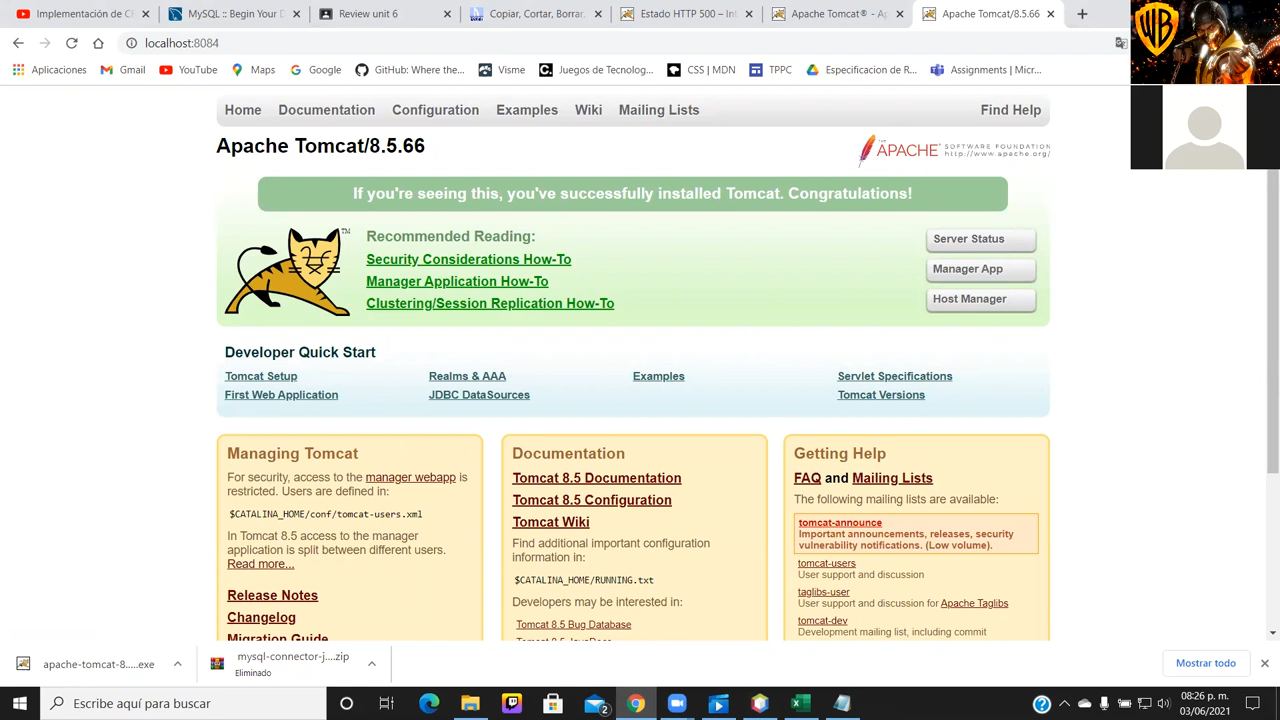 Implementación de CE
MySQL :: Begin Your D
Review unit 6
Copiar, Cortar, Borra
Estado HTTP 500 – Int
Apache Tomcat® - Ap
Apache Tomcat/8.5.66
localhost:8084
Aplicaciones
Gmail
YouTube
Maps
Google
GitHub: Where the...
Visme
Juegos de Tecnolog...
CSS | MDN
TPPC
Especificacion de R...
Assignments | Micr...
WB
Home
Documentation
Configuration
Examples
Wiki
Mailing Lists
Find Help
Apache Tomcat/8.5.66
THE
APACHE®
SOFTWARE FOUNDATION
http://www.apache.org/
If you're seeing this, you've successfully installed Tomcat. Congratulations!
TM
Recommended Reading:
Security Considerations How-To
Manager Application How-To
Clustering/Session Replication How-To
Server Status
Manager App
Host Manager
Developer Quick Start
Tomcat Setup
First Web Application
Realms & AAA
JDBC DataSources
Examples
Servlet Specifications
Tomcat Versions
Managing Tomcat
For security, access to the manager webapp is
restricted. Users are defined in:
$CATALINA_HOME/conf/tomcat-users.xml
In Tomcat 8.5 access to the manager
application is split between different users.
Read more...
Release Notes
Changelog
Migration Guide
Documentation
Tomcat 8.5 Documentation
Tomcat 8.5 Configuration
Tomcat Wiki
Find additional important configuration
information in:
$CATALINA_HOME/RUNNING.txt
Developers may be interested in:
Tomcat 8.5 Bug Database
Tomcat 8.5 JavaDocs
Getting Help
FAQ and Mailing Lists
The following mailing lists are available:
tomcat-announce
Important announcements, releases, security
vulnerability notifications. (Low volume).
tomcat-users
User support and discussion
taglibs-user
User support and discussion for Apache Taglibs
tomcat-dev
Development mailing list, including commit
apache-tomcat-8.....exe
mysql-connector-j....zip
Eliminado
Mostrar todo
Escribe aquí para buscar
2
08:26 p. m.
03/06/2021